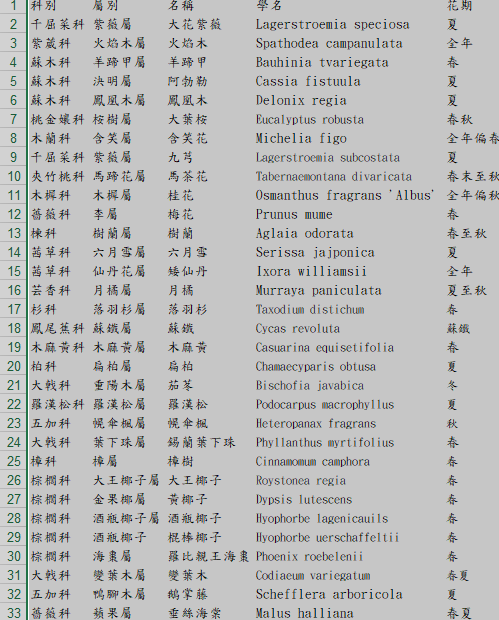 1 科別 屬別 名稱 學名 花期
2 千屈菜科 紫薇屬 大花紫薇 Lagerstroemia speciosa 夏
3 紫葳科 火焰木屬 火焰木 Spathodea campanulata 全年
4 蘇木科 羊蹄甲屬 羊蹄甲 Bauhinia tvariegata 春
5 蘇木科 決明屬 阿勃勒 Cassia fistuula 夏
6 蘇木科 鳳凰木屬 鳳凰木 Delonix regia 夏
7 桃金孃科 桉樹屬 大葉桉 Eucalyptus robusta 春秋
8 木蘭科 含笑屬 含笑花 Michelia figo 全年偏春
9 千屈菜科 紫薇屬 九芎 Lagerstroemia subcostata 夏
10 夾竹桃科 馬蹄花屬 馬茶花 Tabernaemontana divaricata 春末至秋
11 木樨科 木樨屬 桂花 Osmanthus fragrans 'Albus' 全年偏秋
12 薔薇科 李屬 梅花 Prunus mume 春
13 楝科 樹蘭屬 樹蘭 Aglaia odorata 春至秋
14 茜草科 六月雪屬 六月雪 Serissa jajponica 夏
15 茜草科 仙丹花屬 矮仙丹 Ixora williamsii 全年
16 芸香科 月橘屬 月橘 Murraya paniculata 夏至秋
17 杉科 落羽杉屬 落羽杉 Taxodium distichum 春
18 鳳尾蕉科 蘇鐵屬 蘇鐵 Cycas revoluta 蘇鐵
19 木麻黃科 木麻黃屬 木麻黃 Casuarina equisetifolia 春
20 柏科 扁柏屬 扁柏 Chamaecyparis obtusa 夏
21 大戟科 重陽木屬 茄苳 Bischofia javabica 冬
22 羅漢松科 羅漢松屬 羅漢松 Podocarpus macrophyllus 夏
23 五加科 幌傘楓屬 幌傘楓 Heteropanax fragrans 秋
24 大戟科 葉下珠屬 錫蘭葉下珠 Phyllanthus myrtifolius 春
25 樟科 樟屬 樟樹 Cinnamomum camphora 春
26 棕櫚科 大王椰子屬 大王椰子 Roystonea regia 春
27 棕櫚科 金果椰屬 黃椰子 Dypsis lutescens 春
28 棕櫚科 酒瓶椰子屬 酒瓶椰子 Hyophorbe lagenicauils 春
29 棕櫚科 酒瓶椰子屬 棍棒椰子 Hyophorbe uerschaffeltii 春
30 棕櫚科 海棗屬 羅比親王海棗 Phoenix roebelenii 春
31 大戟科 變葉木屬 變葉木 Codiaeum variegatum 春夏
32 五加科 鴨腳木屬 鵝掌藤 Schefflera arboricola 夏
33 薔薇科 蘋果屬 垂絲海棠 Malus halliana 春夏